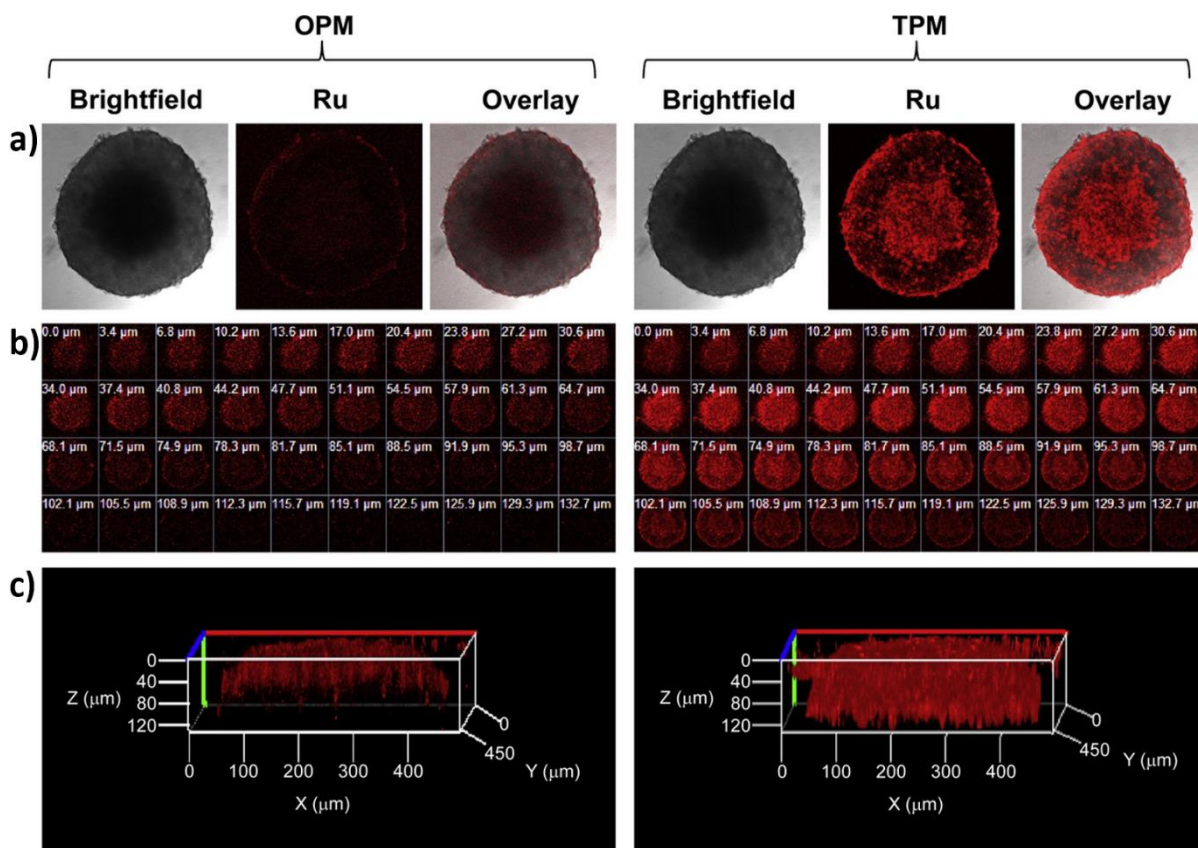 OPM TPM
Brightfield Ru Overlay Brightfield Ru Overlay
a)
b)
0.0 µm 3.4 µm 6.8 µm 10.2 µm 13.6 µm 17.0 µm 20.4 µm 23.8 µm 27.2 µm 30.6 µm
34.0 µm 37.4 µm 40.8 µm 44.2 µm 47.7 µm 51.1 µm 54.5 µm 57.9 µm 61.3 µm 64.7 µm
68.1 µm 71.5 µm 74.9 µm 78.3 µm 81.7 µm 85.1 µm 88.5 µm 91.9 µm 95.3 µm 98.7 µm
102.1 µm 105.5 µm 108.9 µm 112.3 µm 115.7 µm 119.1 µm 122.5 µm 125.9 µm 129.3 µm 132.7 µm
0.0 µm 3.4 µm 6.8 µm 10.2 µm 13.6 µm 17.0 µm 20.4 µm 23.8 µm 27.2 µm 30.6 µm
34.0 µm 37.4 µm 40.8 µm 44.2 µm 47.7 µm 51.1 µm 54.5 µm 57.9 µm 61.3 µm 64.7 µm
68.1 µm 71.5 µm 74.9 µm 78.3 µm 81.7 µm 85.1 µm 88.5 µm 91.9 µm 95.3 µm 98.7 µm
102.1 µm 105.5 µm 108.9 µm 112.3 µm 115.7 µm 119.1 µm 122.5 µm 125.9 µm 129.3 µm 132.7 µm
c)
0
40
Z (µm)
80
120
0
450
Y (µm)
0 100 200 300 400
X (µm)
0
40
Z (µm)
80
120
0
450
Y (µm)
0 100 200 300 400
X (µm)